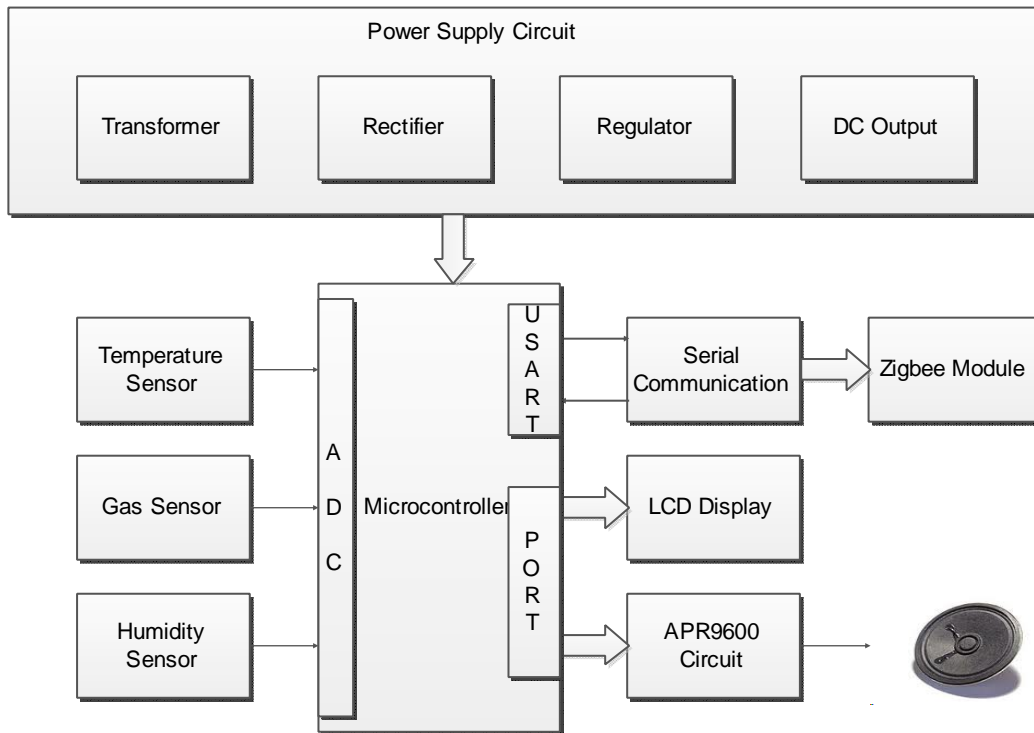 Power Supply Circuit
Transformer
Rectifier
Regulator
DC Output
Temperature
Sensor
Gas Sensor
Humidity
Sensor
A
D
C
Microcontroller
U
S
A
R
T
P
O
R
T
Serial
Communication
Zigbee Module
LCD Display
APR9600
Circuit